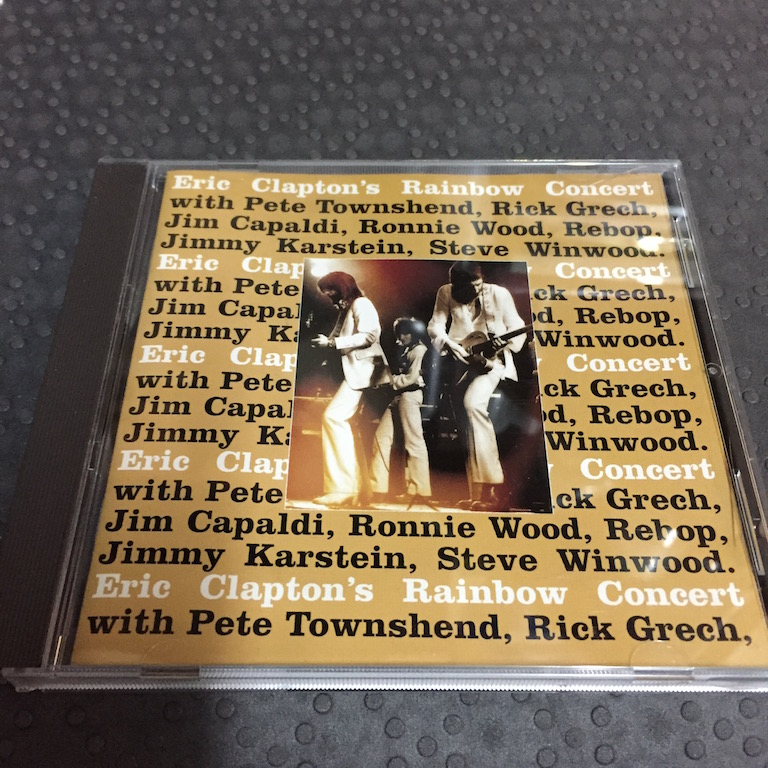 Eric Clapton's Rainbow Concert
with Pete Townshend, Rick Grech,
Jim Capaldi, Ronnie Wood, Rebop,
Jimmy Karstein, Steve Winwood.
Eric Clap Concert
with Pete ck Grech,
Jim Capal d, Rebop,
Jimmy Ka Winwood.
Eric Clap Concert
with Pete ck Grech,
Jim Capal d, Rebop,
Jimmy Ka Winwood.
Eric Clap Concert
with Pete ck Grech,
Jim Capaldi, Ronnie Wood, Rebop,
Jimmy Karstein, Steve Winwood.
Eric Clapton's Rainbow Concert
with Pete Townshend, Rick Grech,